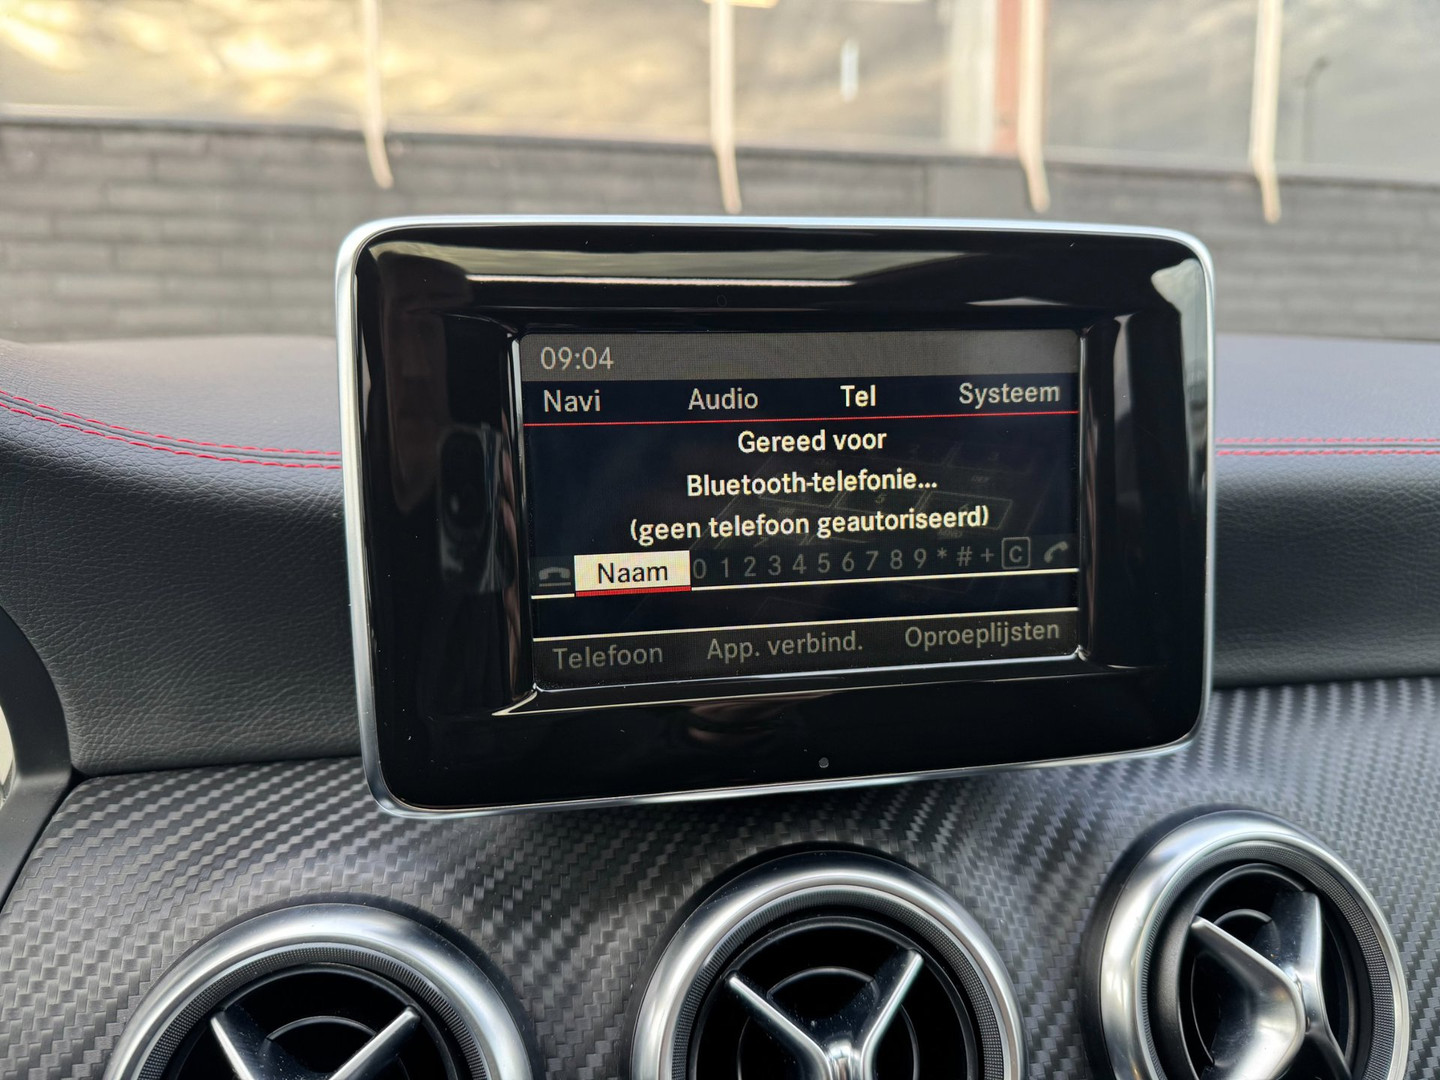 09:04
Navi Audio Tel Systeem
Gereed voor
Bluetooth-telefonie...
(geen telefoon geautoriseerd)
Naam 0 1 2 3 4 5 6 7 8 9 * # + C
Telefoon App. verbind. Oproeplijsten